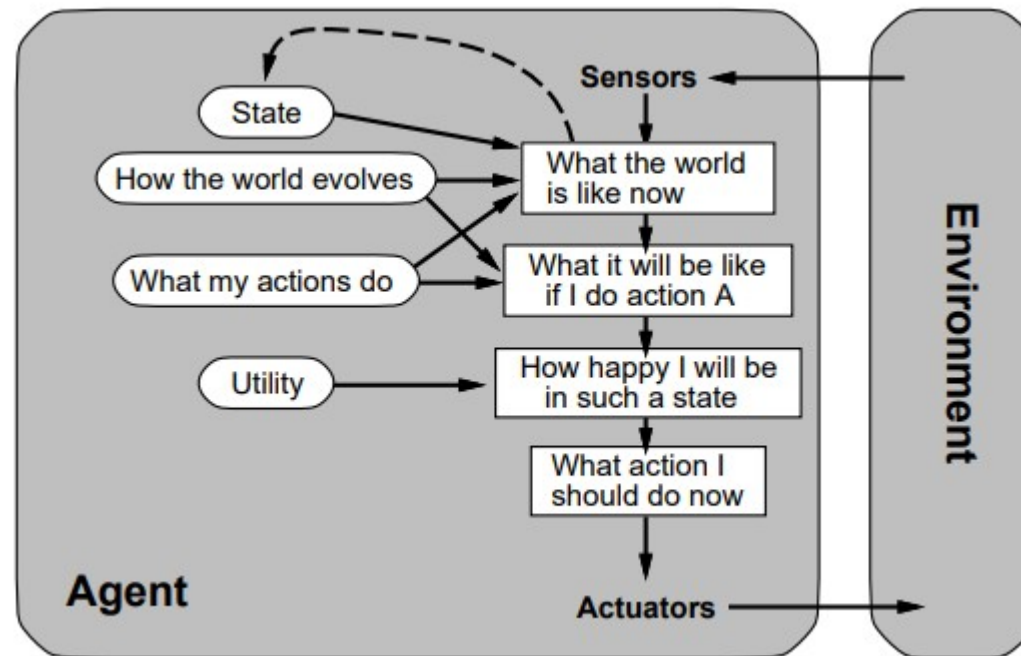 Sensors
State
What the world
is like now
How the world evolves
What it will be like
if I do action A
What my actions do
How happy I will be
in such a state
Utility
What action I
should do now
Agent
Actuators
Environment